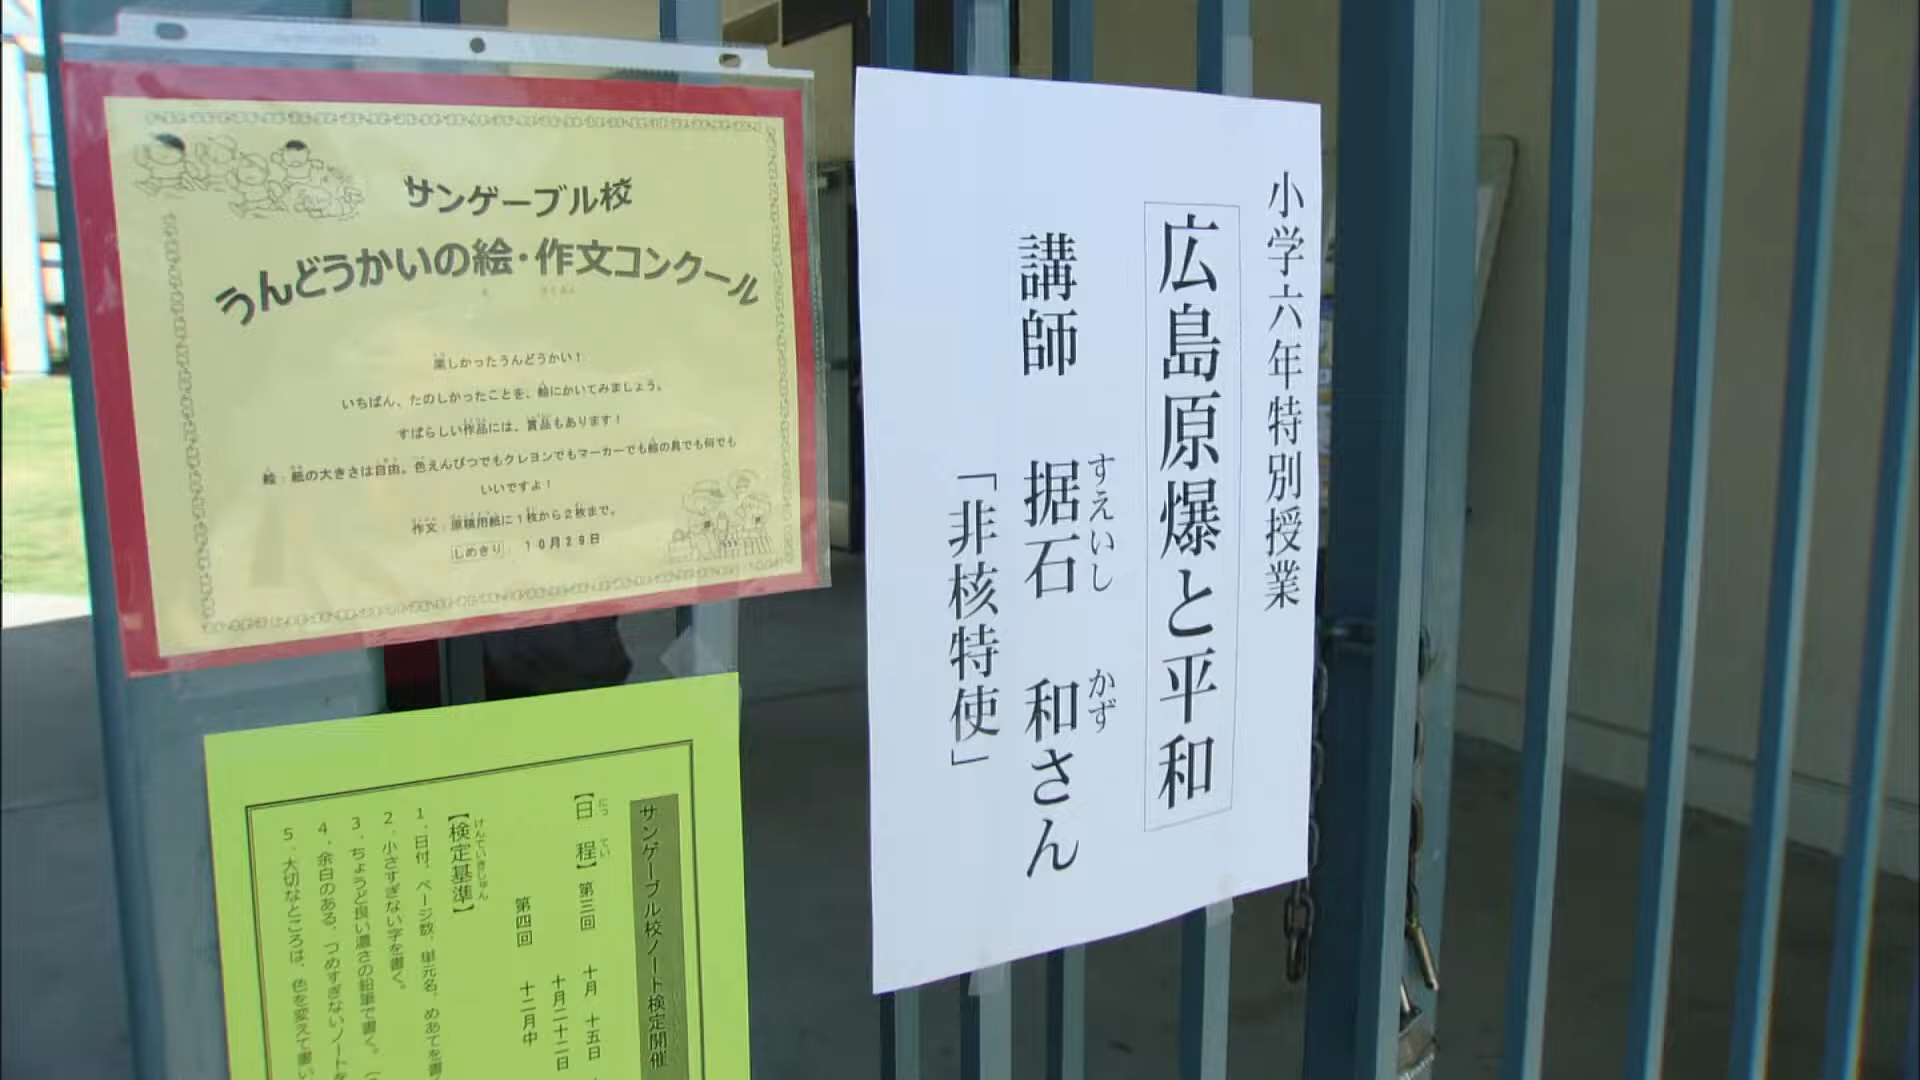 サンゲーブル校
うんどうかいの絵・作文コンクール
楽しかったうんどうかい！
いちばん、たのしかったことを、絵にかいてみましょう。
すばらしい作品には、賞品もあります！
絵：紙の大きさは自由。色えんぴつでもクレヨンでもマーカーでも絵の具でも何でも
いいですよ！
作文：原稿用紙に１枚から２枚まで。
しめきり： １０月２９日
小学六年特別授業
広島原爆と平和
講師 据石 和さん
すえいし かず
「非核特使」
サンゲーブル校ノート検定開催
【日 程】 第三回 十月 十五日
にっ てい
十月二十二日
第四回 十二月中
【検定基準】
けんていきじゅん
１．日付、ページ数、単元名、めあてを書
２．小さすぎない字を書く。
３．ちょうど良い濃さの鉛筆で書く。
４．余白のある、つめすぎないノートを
５．大切なところは、色を変えて書い